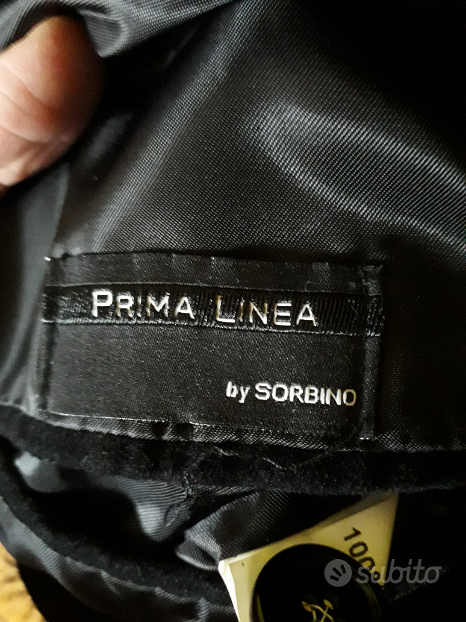 PRIMA LINEA
by SORBINO
100%
subito